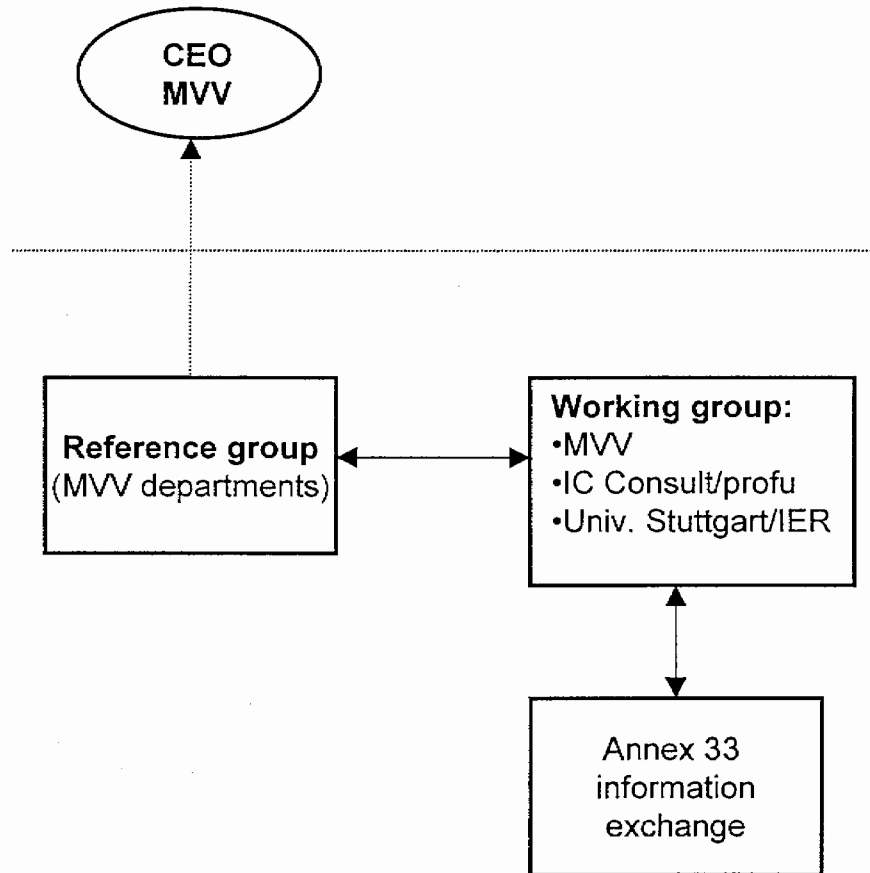 CEO
MVV
Reference group
(MVV departments)
Working group:
•MVV
•IC Consult/profu
•Univ. Stuttgart/IER
Annex 33
information
exchange